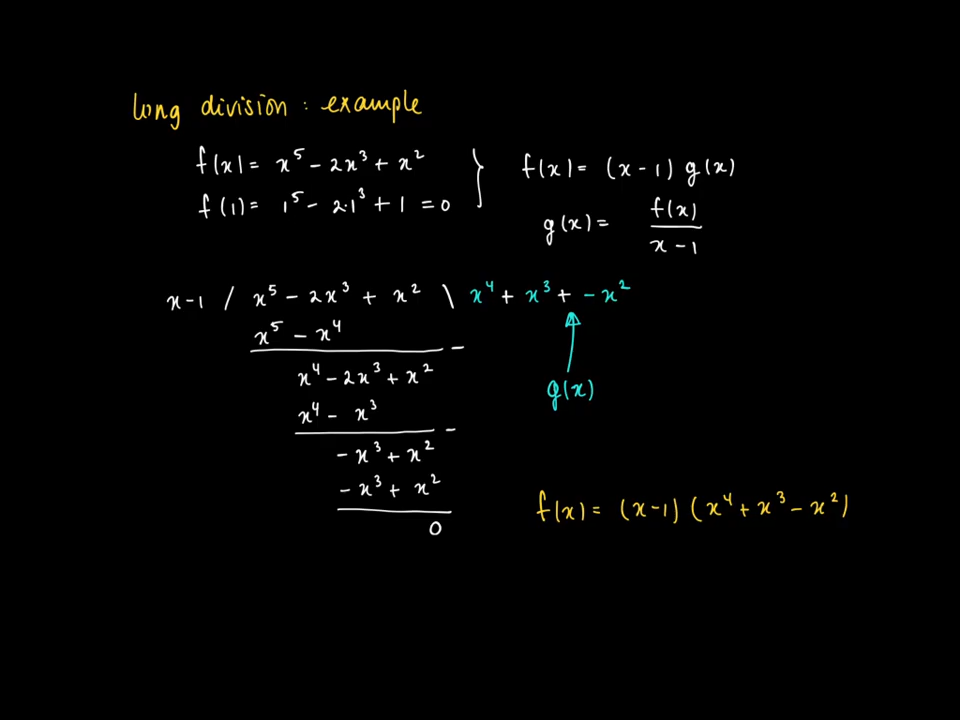 long division : example
f(x) = x⁵ - 2x³ + x²
f(1) = 1⁵ - 2·1³ + 1 = 0
f(x) = (x-1) g(x)
g(x) = f(x) / x-1
x-1 / x⁵ - 2x³ + x² \ x⁴ + x³ + - x²
x⁵ - x⁴ -
x⁴ - 2x³ + x²
x⁴ - x³ -
-x³ + x²
-x³ + x²
0
g(x)
f(x) = (x-1) (x⁴ + x³ - x²)